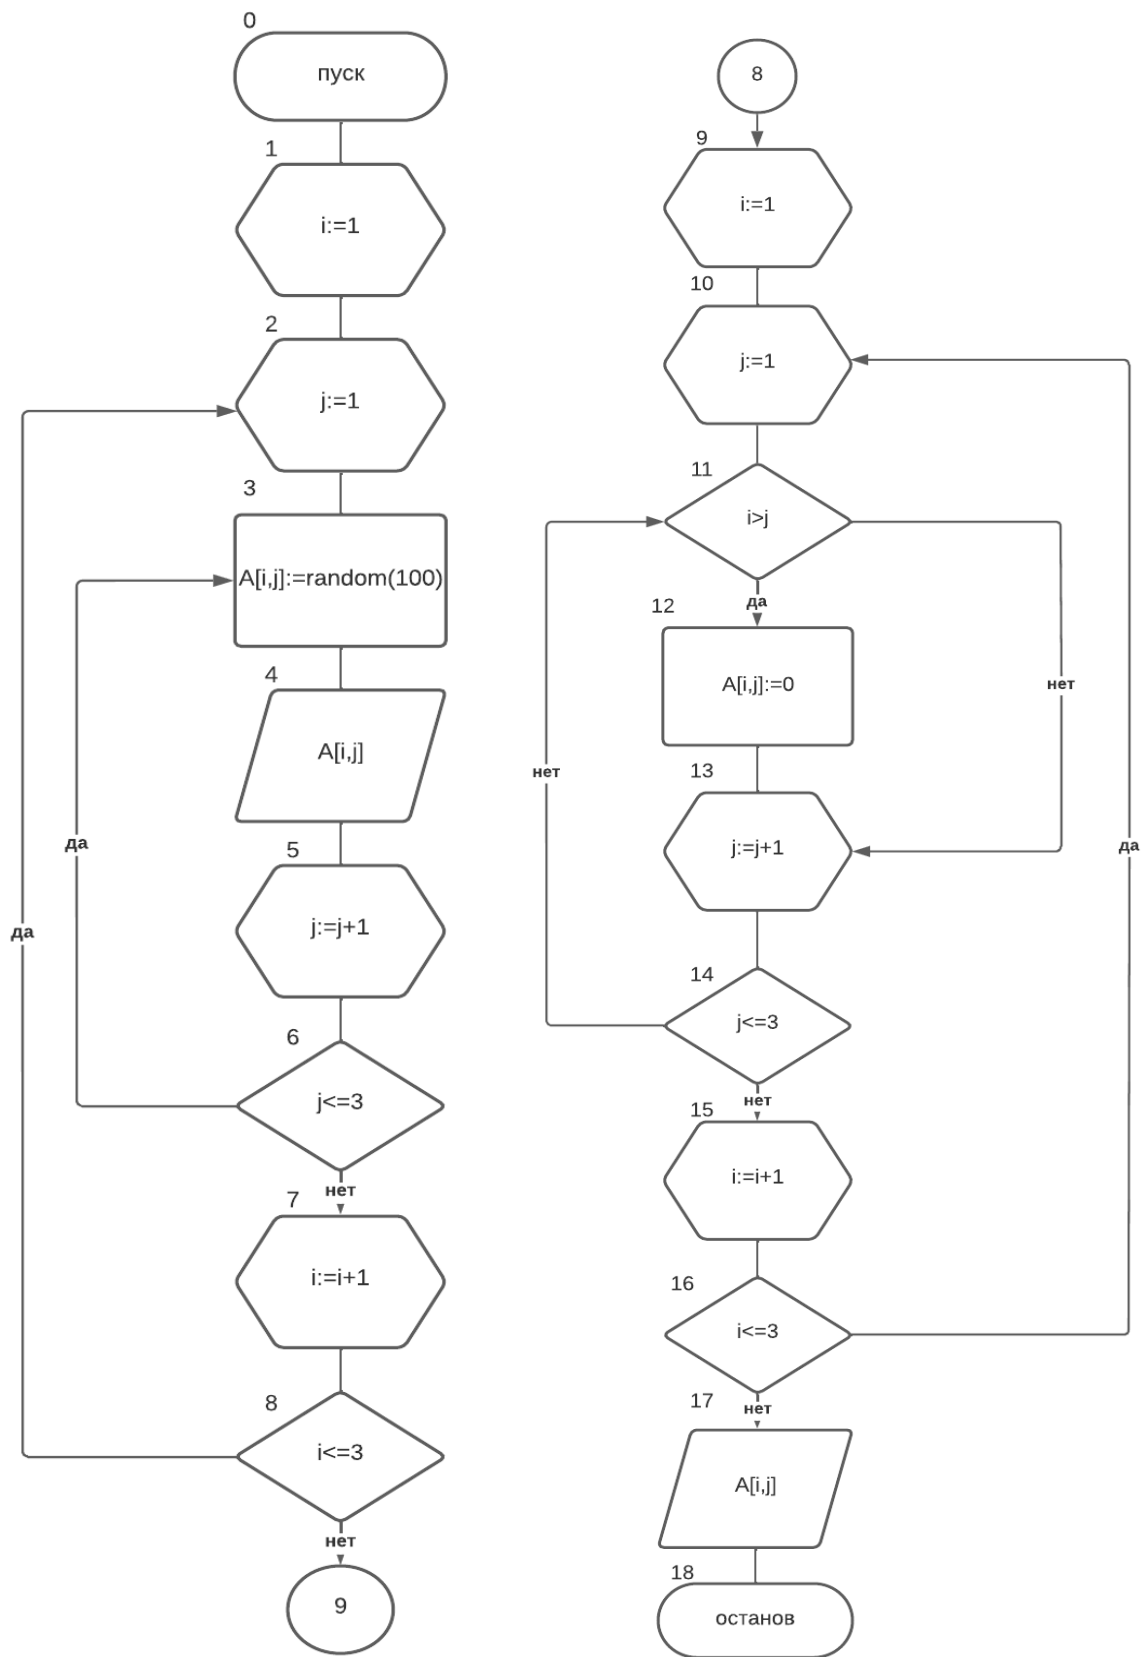 0
пуск
1
i:=1
2
j:=1
3
A[i,j]:=random(100)
4
A[i,j]
5
j:=j+1
6
j<=3
да
нет
7
i:=i+1
8
i<=3
да
нет
9
8
9
i:=1
10
j:=1
11
i>j
да
нет
12
A[i,j]:=0
13
j:=j+1
14
j<=3
нет
нет
15
i:=i+1
16
i<=3
да
нет
17
A[i,j]
18
останов